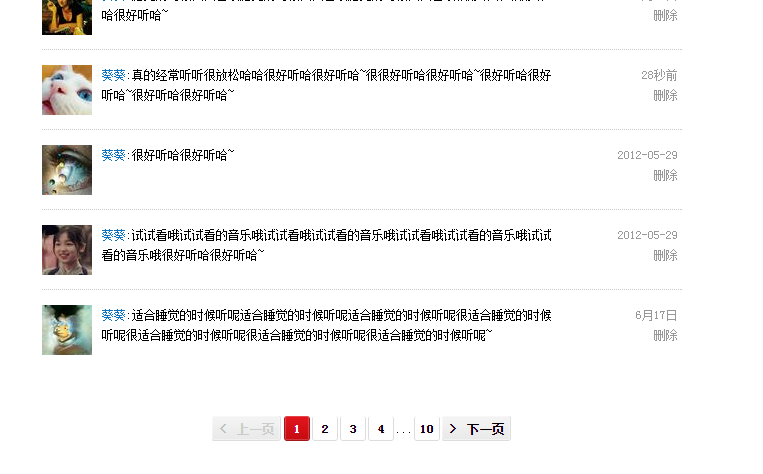 哈很好听哈~
删除
葵葵:真的经常听听很放松哈哈很好听哈很好听哈~很很好听哈很好听哈~很好听哈很好
28秒前
听哈~很好听哈很好听哈~
删除
葵葵:很好听哈很好听哈~
2012-05-29
删除
葵葵:试试看哦试试看的音乐哦试试看哦试试看的音乐哦试试看哦试试看的音乐哦试试
2012-05-29
看的音乐哦很好听哈很好听哈~
删除
葵葵:适合睡觉的时候听呢适合睡觉的时候听呢适合睡觉的时候听呢很适合睡觉的时候
6月17日
听呢很适合睡觉的时候听呢很适合睡觉的时候听呢很适合睡觉的时候听呢~
删除
上一页 1 2 3 4 ... 10 下一页